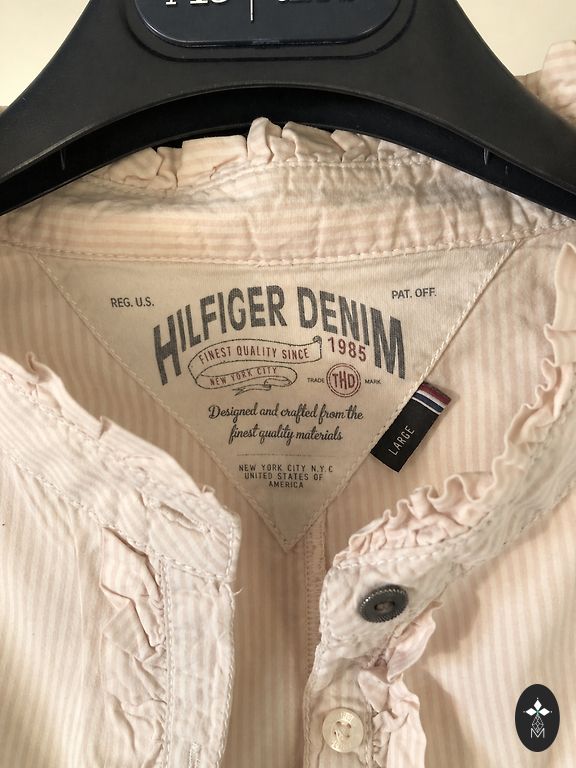 REG. U.S.
PAT. OFF.
HILFIGER DENIM
FINEST QUALITY SINCE 1985
NEW YORK CITY
TRADE THD MARK
Designed and crafted from the
finest quality materials
LARGE
NEW YORK CITY N.Y.C
UNITED STATES OF
AMERICA
M